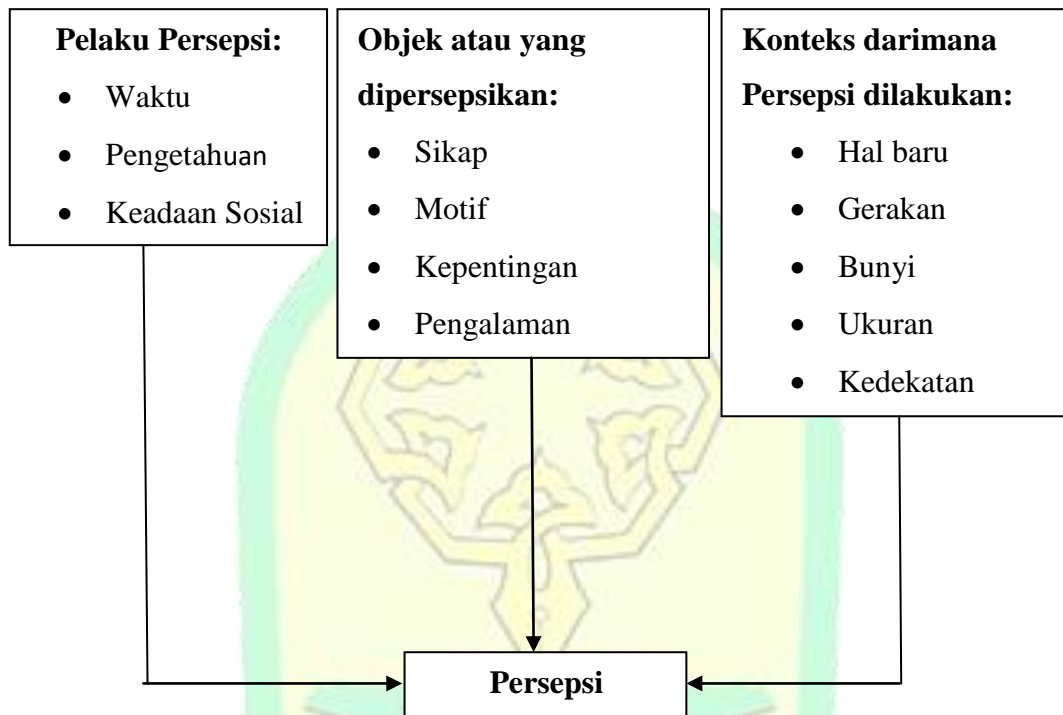 Pelaku Persepsi:
• Waktu
• Pengetahuan
• Keadaan Sosial
Objek atau yang
dipersepsikan:
• Sikap
• Motif
• Kepentingan
• Pengalaman
Konteks darimana
Persepsi dilakukan:
• Hal baru
• Gerakan
• Bunyi
• Ukuran
• Kedekatan
Persepsi